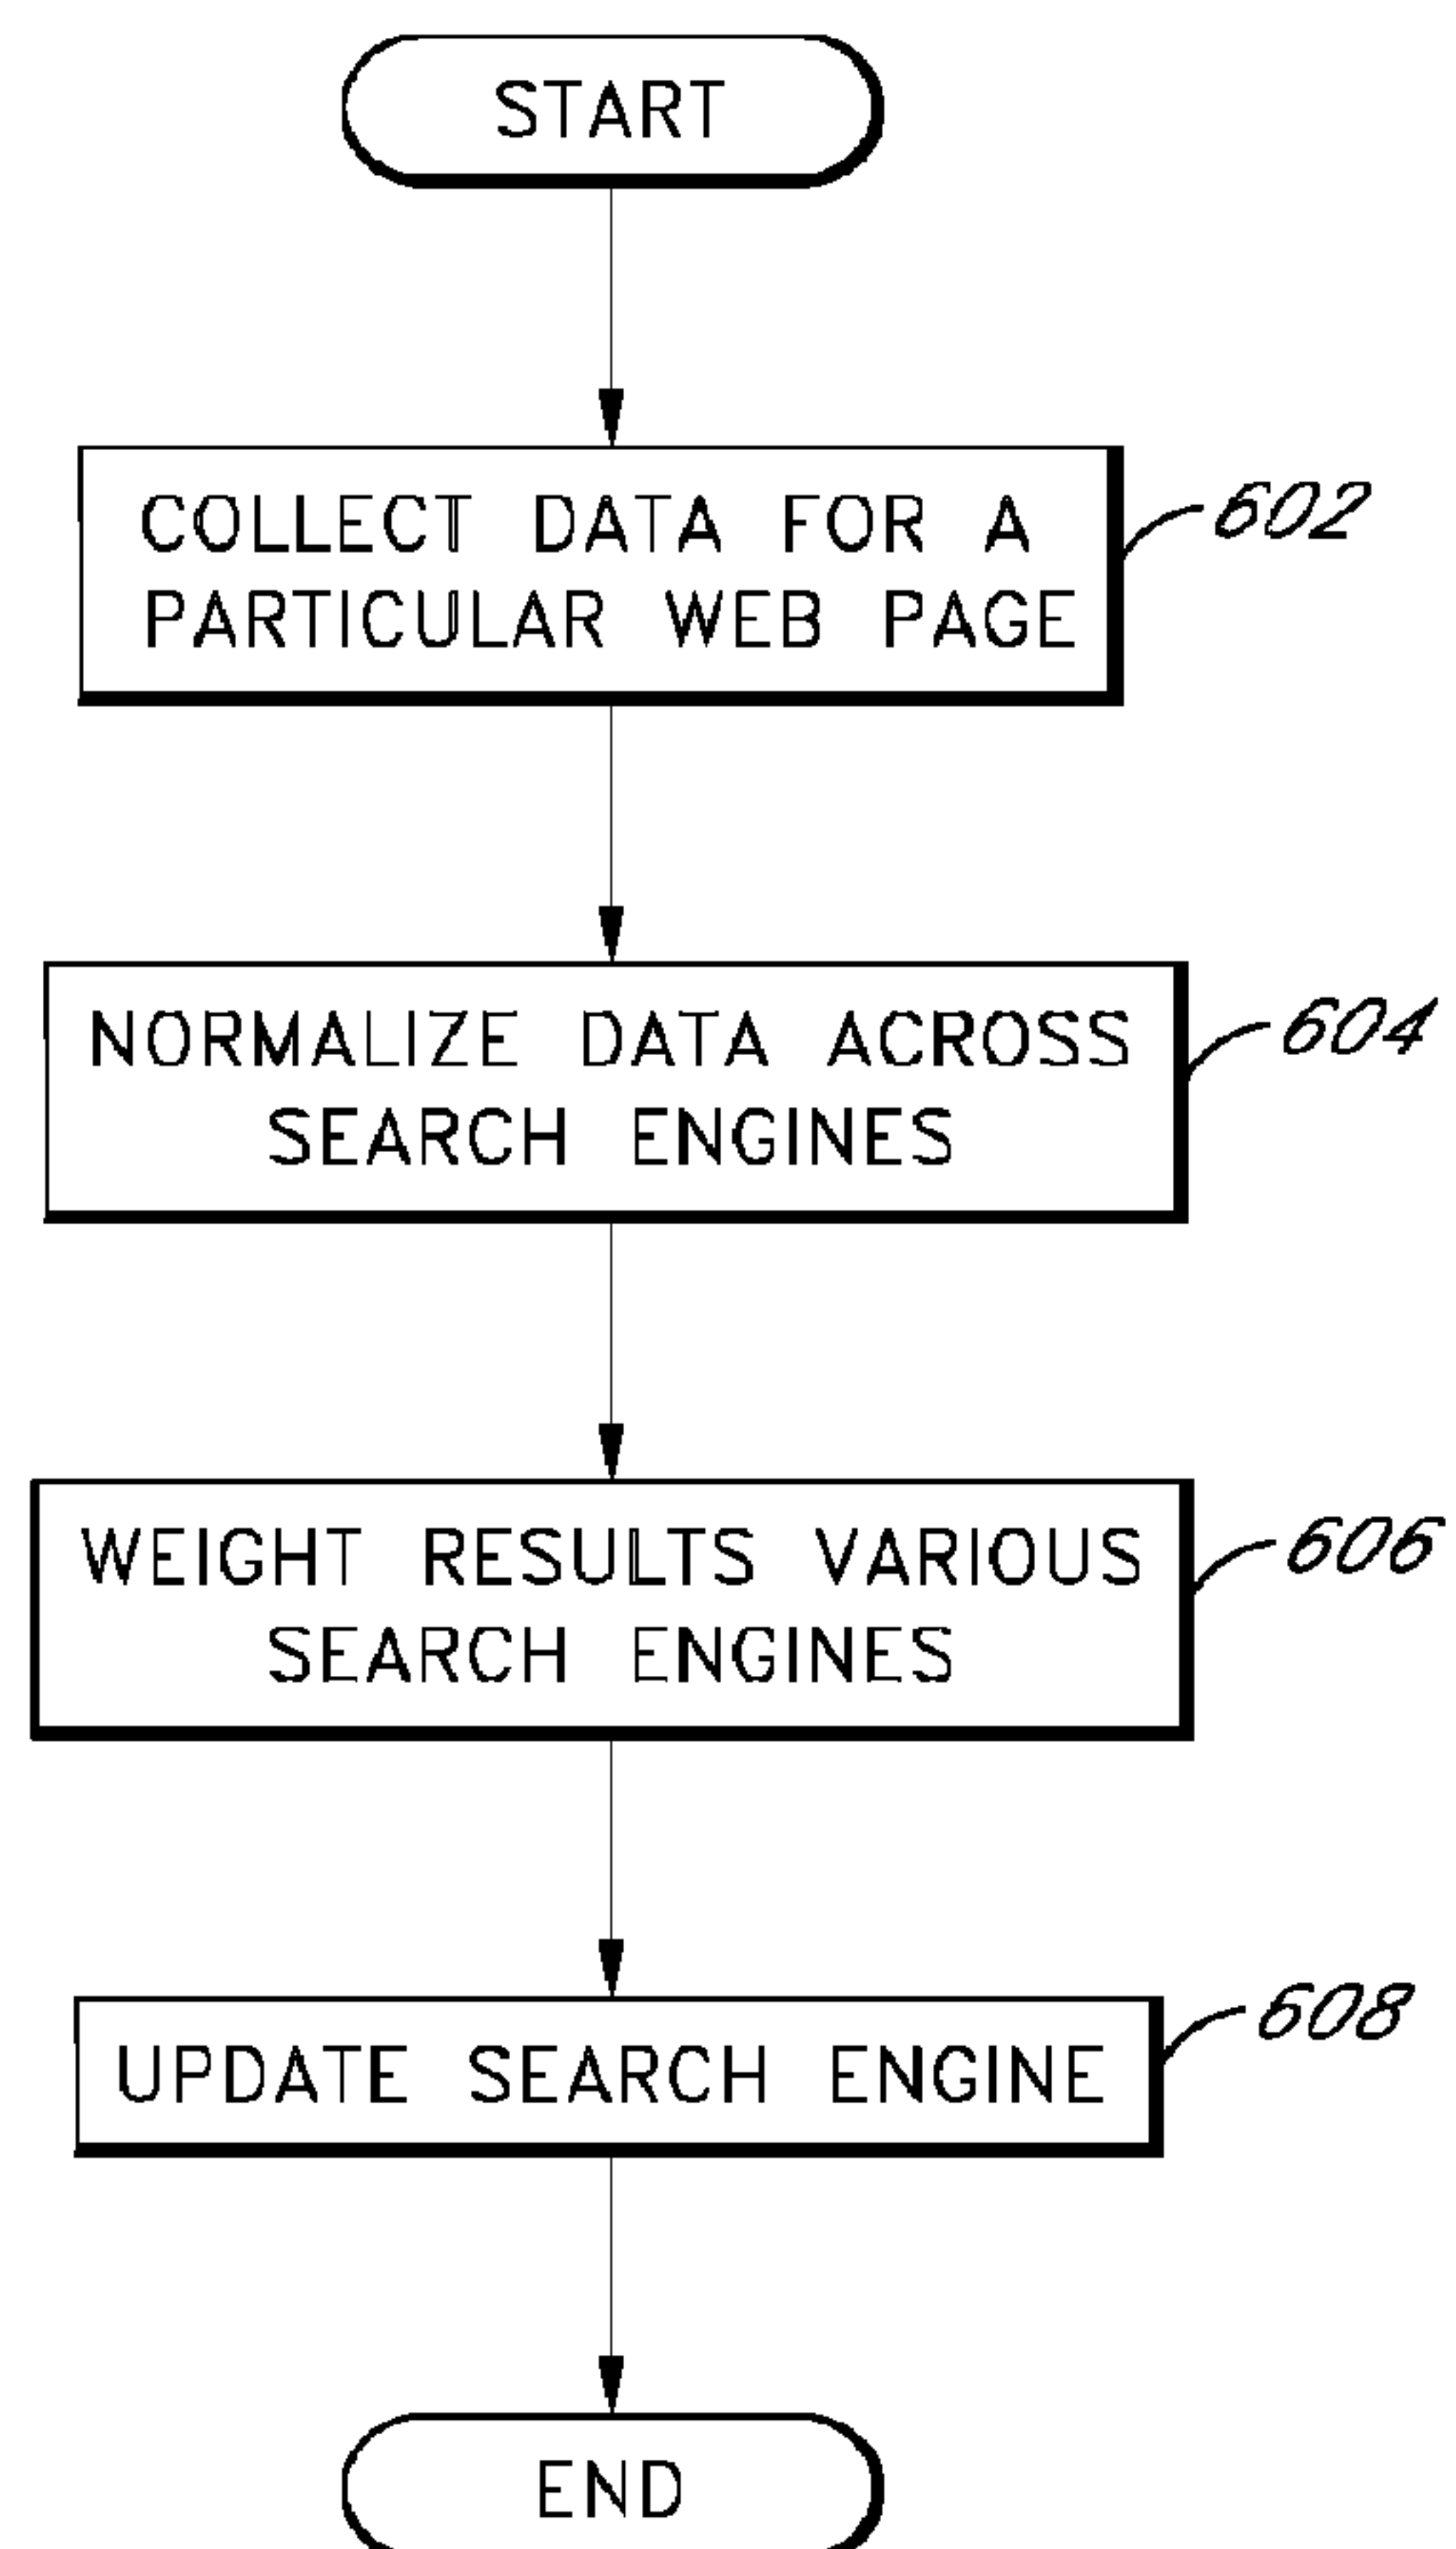 START
COLLECT DATA FOR A
PARTICULAR WEB PAGE
602
NORMALIZE DATA ACROSS
SEARCH ENGINES
604
WEIGHT RESULTS VARIOUS
SEARCH ENGINES
606
UPDATE SEARCH ENGINE
608
END